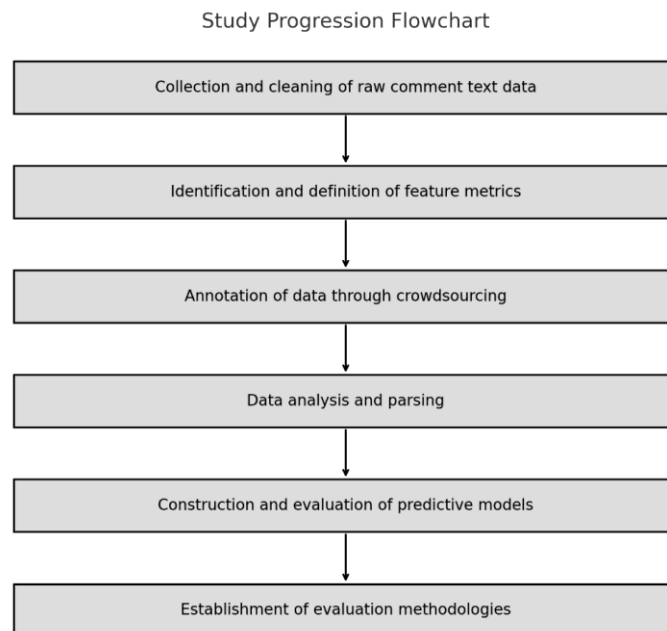 Study Progression Flowchart
Collection and cleaning of raw comment text data
Identification and definition of feature metrics
Annotation of data through crowdsourcing
Data analysis and parsing
Construction and evaluation of predictive models
Establishment of evaluation methodologies